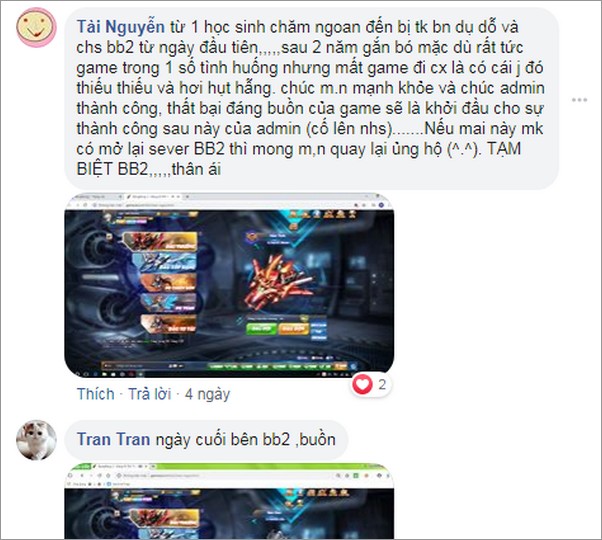 Tài Nguyễn từ 1 học sinh chăm ngoan đến bị tk bn dụ dỗ và
chs bb2 từ ngày đầu tiên,,,,,sau 2 năm gắn bó mặc dù rất tức
game trong 1 số tình huống nhưng mất game đi cx là có cái j đó
thiếu thiếu và hơi hụt hẫng. chúc m.n mạnh khỏe và chúc admin
thành công, thất bại đáng buồn của game sẽ là khởi đầu cho sự
thành công sau này của admin (cố lên nhs).......Nếu mai này mk
có mở lại sever BB2 thì mong m,n quay lại ủng hộ (^.^). TẠM
BIỆT BB2,,,,,thân ái
Thích · Trả lời · 4 ngày
2
Tran Tran ngày cuối bên bb2 ,buồn